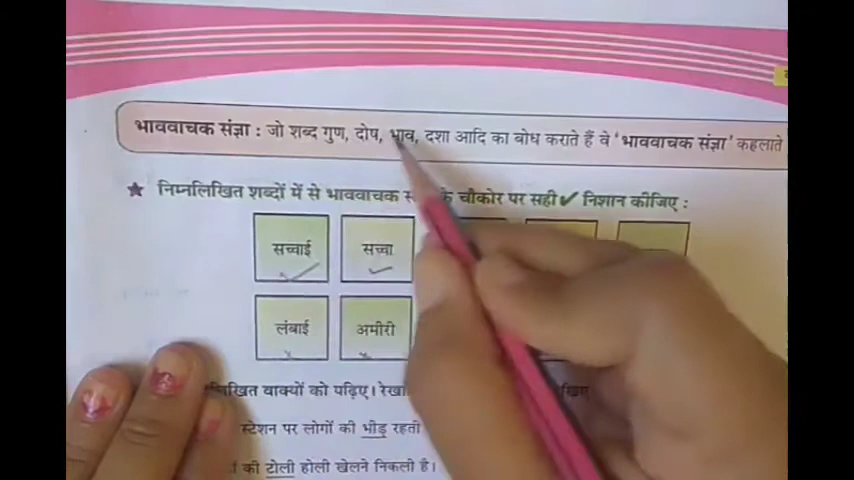 भाववाचक संज्ञा : जो शब्द गुण, दोष, भाव, दशा आदि का बोध कराते हैं वे 'भाववाचक संज्ञा' कहलाते
★ निम्नलिखित शब्दों में से भाववाचक के चौकोर पर सही ✓ निशान कीजिए :
सच्चाई सच्चा
लंबाई अमीरी
वाक्यों को पढ़िए।
स्टेशन पर लोगों की भीड़ रहती
की टोली होली खेलने निकली है।